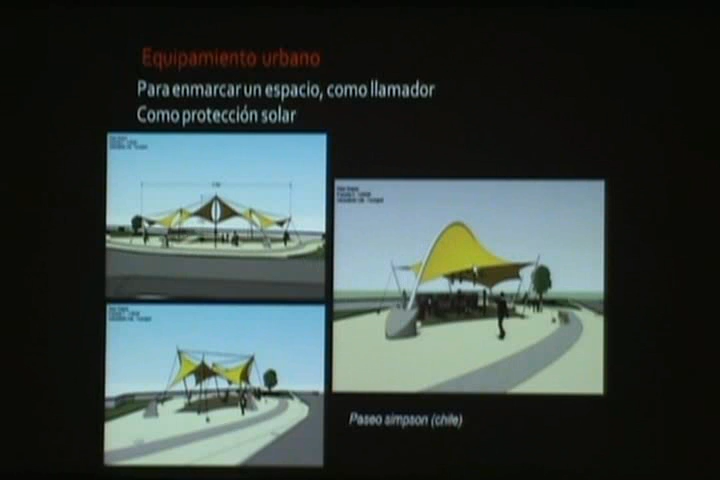 Equipamiento urbano
Para enmarcar un espacio, como llamador
Como protección solar
Paseo simpson (chile)